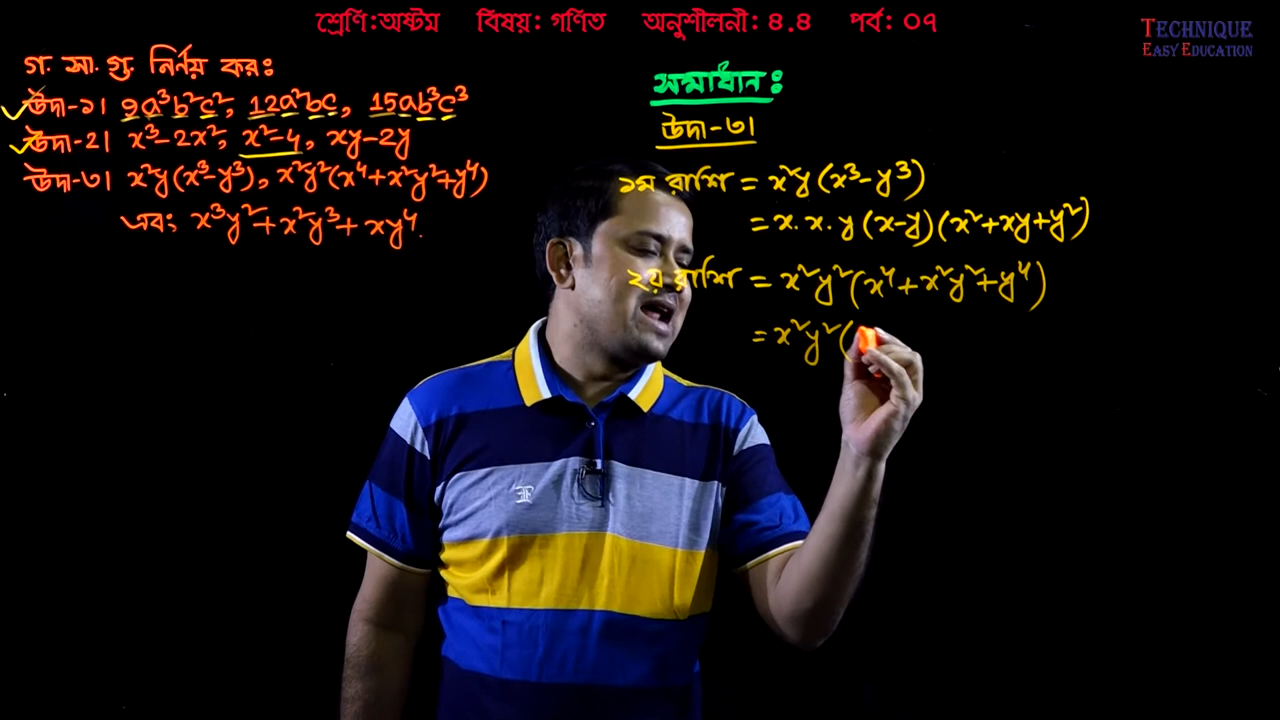 শ্রেণি:অষ্টম বিষয়: গণিত অনুশীলনী: ৪.৪ পর্ব: ০৭
TECHNIQUE
EASY EDUCATION
গ. সা. গু. নির্ণয় কর:
উদা-১। 9a³b²c², 12a²bc, 15ab³c³
উদা-2। x³-2x², x²-4, xy-2y
উদা-৩। x²y(x³-y³), x²y²(x⁴+x²y²+y⁴)
এবং x³y²+x²y³+xy⁴.
সমাধান:
উদা-৩।
১ম রাশি = x²y(x³-y³)
= x.x.y(x-y)(x²+xy+y²)
২য় রাশি = x²y²(x⁴+x²y²+y⁴)
= x²y²(